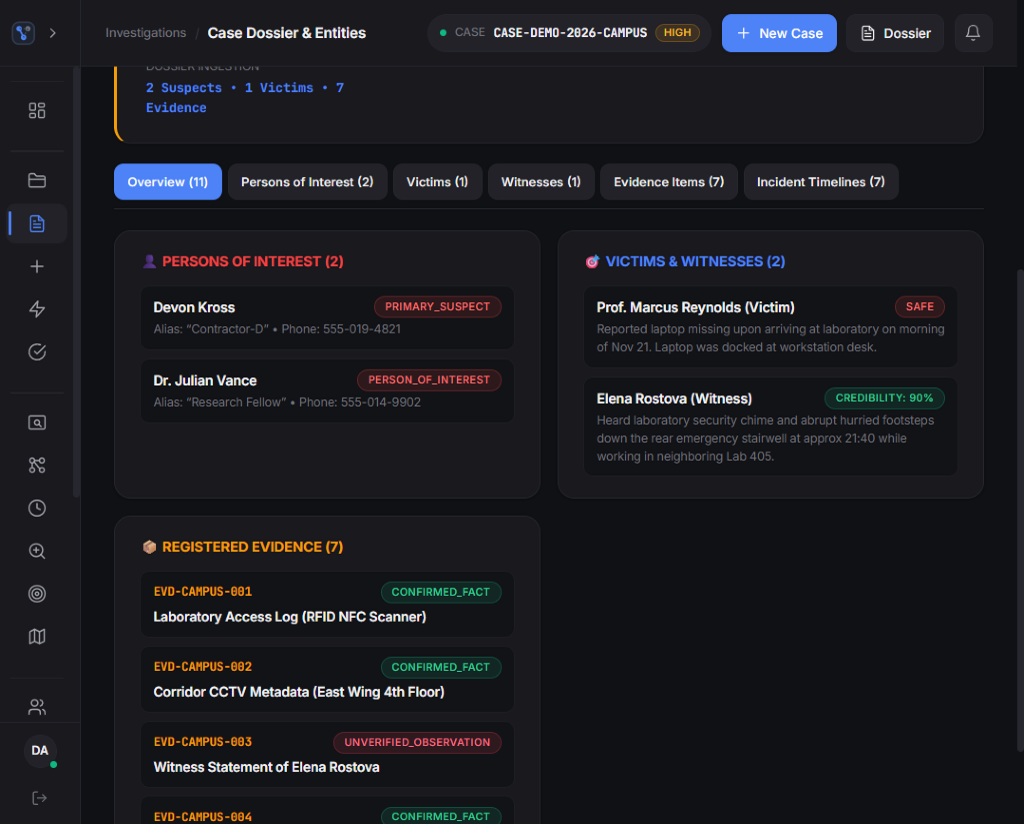 Investigations / Case Dossier & Entities
CASE CASE-DEMO-2026-CAMPUS HIGH
+ New Case
Dossier
DOSSIER INGESTION
2 Suspects • 1 Victims • 7
Evidence
Overview (11)
Persons of Interest (2)
Victims (1)
Witnesses (1)
Evidence Items (7)
Incident Timelines (7)
PERSONS OF INTEREST (2)
Devon Kross
PRIMARY_SUSPECT
Alias: “Contractor-D” • Phone: 555-019-4821
Dr. Julian Vance
PERSON_OF_INTEREST
Alias: “Research Fellow” • Phone: 555-014-9902
VICTIMS & WITNESSES (2)
Prof. Marcus Reynolds (Victim)
SAFE
Reported laptop missing upon arriving at laboratory on morning
of Nov 21. Laptop was docked at workstation desk.
Elena Rostova (Witness)
CREDIBILITY: 90%
Heard laboratory security chime and abrupt hurried footsteps
down the rear emergency stairwell at approx 21:40 while
working in neighboring Lab 405.
REGISTERED EVIDENCE (7)
EVD-CAMPUS-001
CONFIRMED_FACT
Laboratory Access Log (RFID NFC Scanner)
EVD-CAMPUS-002
CONFIRMED_FACT
Corridor CCTV Metadata (East Wing 4th Floor)
EVD-CAMPUS-003
UNVERIFIED_OBSERVATION
Witness Statement of Elena Rostova
EVD-CAMPUS-004
CONFIRMED_FACT
DA